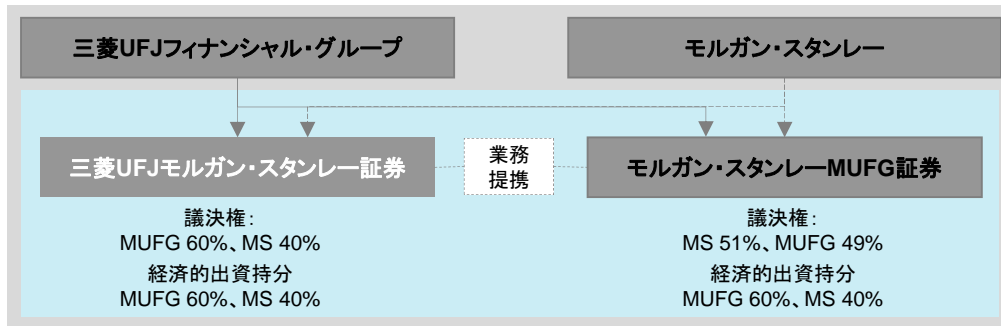 三菱UFJフィナンシャル・グループ
モルガン・スタンレー
三菱UFJモルガン・スタンレー証券
業務
提携
モルガン・スタンレーMUFG証券
議決権：
MUFG 60%、MS 40%
経済的出資持分
MUFG 60%、MS 40%
議決権：
MS 51%、MUFG 49%
経済的出資持分
MUFG 60%、MS 40%